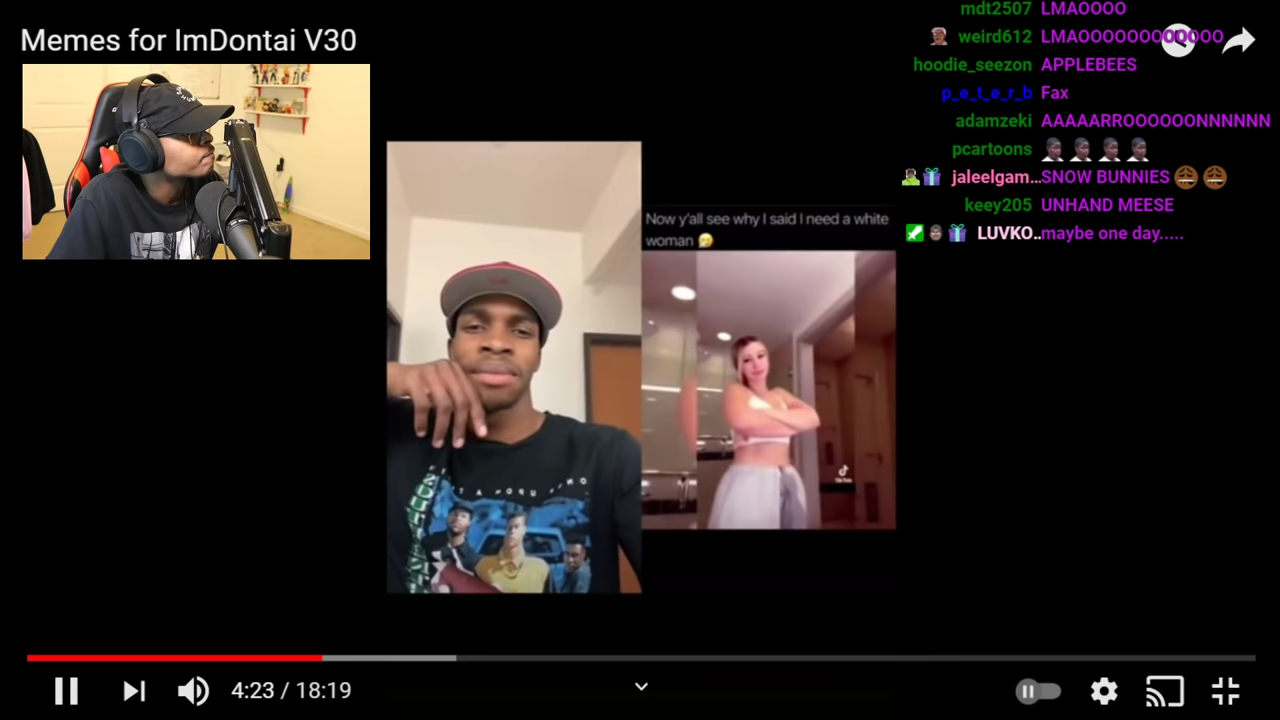 Memes for ImDontai V30
mdt2507 LMAOOOO
weird612 LMAOOOOOOOOOOOO
hoodie_seezon APPLEBEES
p_e_t_e_r_b Fax
adamzeki AAAAARROOOOOONNNNNN
pcartoons
jaleelgam...SNOW BUNNIES
keey205 UNHAND MEESE
LUVKO..maybe one day.....
Now y'all see why I said I need a white
woman
TikTok
4:23 / 18:19